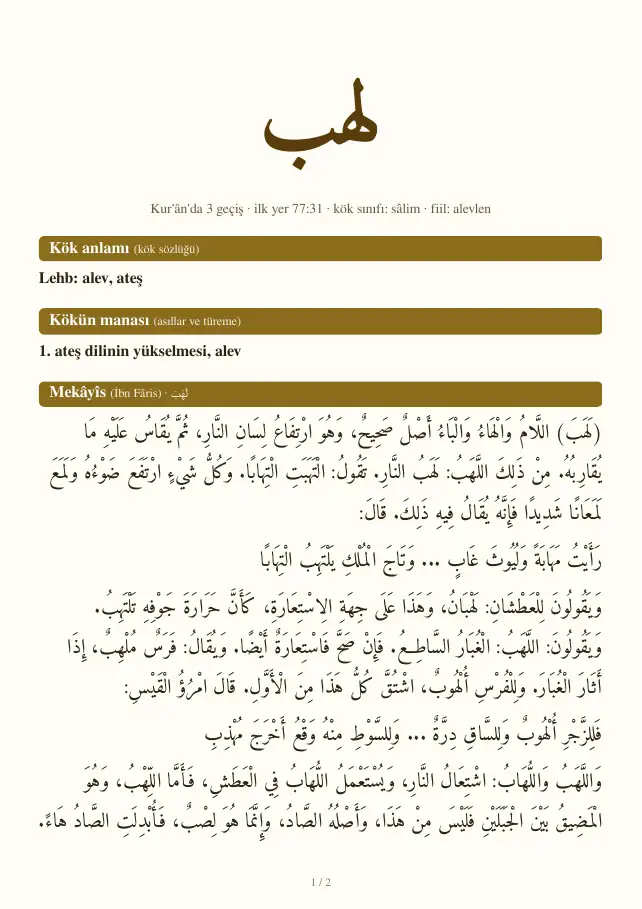 لهب
Kur'ân'da 3 geçiş · ilk yer 77:31 · kök sınıfı: sâlim · fiil: alevlen
Kök anlamı (kök sözlüğü)
Lehb: alev, ateş
Kökün manası (asıllar ve türeme)
1. ateş dilinin yükselmesi, alev
Mekâyîs (İbn Fâris) · لَهَبَ
(لَهَبَ) اللَّامُ وَالْهَاءُ وَالْبَاءُ أَصْلٌ صَحِيحٌ، وَهُوَ ارْتِفَاعُ لِسَانِ النَّارِ، ثُمَّ يُقَاسُ عَلَيْهِ مَا
يُقَارِبُهُ. مِنْ ذَلِكَ اللَّهَبُ: لَهَبُ النَّارِ. تَقُولُ: الْتَهَبَتِ الْتِهَابًا. وَكُلُّ شَيْءٍ ارْتَفَعَ ضَوْءُهُ وَلَمَعَ
لَمَعَانًا شَدِيدًا فَإِنَّهُ يُقَالُ فِيهِ ذَلِكَ. قَالَ:
رَأَيْتُ مَهَابَةً وَلُيُوثَ غَابٍ ... وَتَاجَ الْمُلْكِ يَلْتَهِبُ الْتِهَابًا
وَيَقُولُونَ لِلْعَطْشَانِ: لَهْبَانُ، وَهَذَا عَلَى جِهَةِ الِاسْتِعَارَةِ، كَأَنَّ حَرَارَةَ جَوْفِهِ تَلْتَهِبُ.
وَيَقُولُونَ: اللَّهَبُ: الْغُبَارُ السَّاطِعُ. فَإِنْ صَحَّ فَاسْتِعَارَةٌ أَيْضًا. وَيُقَالُ: فَرَسٌ مُلْهِبٌ، إِذَا
أَثَارَ الْغُبَارَ. وَلِلْفَرَسِ أُلْهُوبٌ، اشْتُقَّ كُلُّ هَذَا مِنَ الْأَوَّلِ. قَالَ امْرُؤُ الْقَيْسِ:
فَلِلزَّجْرِ أُلْهُوبٌ وَلِلسَّاقِ دِرَّةٌ ... وَلِلسَّوْطِ مِنْهُ وَقْعُ أَخْرَجَ مُهْذِبِ
وَاللَّهَبُ وَاللُّهَابُ: اشْتِعَالُ النَّارِ، وَيُسْتَعْمَلُ اللُّهَابُ فِي الْعَطَشِ، فَأَمَّا اللِّهْبُ، وَهُوَ
الْمَضِيقُ بَيْنَ الْجَبَلَيْنِ فَلَيْسَ مِنْ هَذَا، وَأَصْلُهُ الصَّادُ، وَإِنَّمَا هُوَ لِصْبٌ، فَأُبْدِلَتِ الصَّادُ هَاءً.
1 / 2